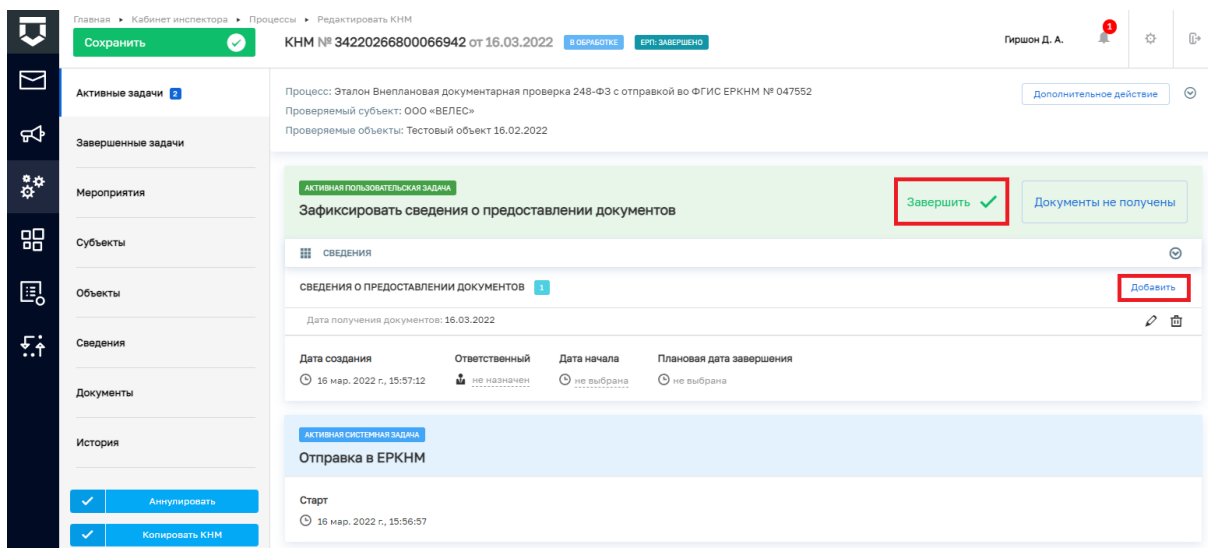 Главная ▸ Кабинет инспектора ▸ Процессы ▸ Редактировать КНМ
Сохранить
КНМ № 34220266800066942 от 16.03.2022 В ОБРАБОТКЕ ЕРП: ЗАВЕРШЕНО
Гиршон Д. А.
1
Активные задачи 2
Завершенные задачи
Мероприятия
Субъекты
Объекты
Сведения
Документы
История
Аннулировать
Копировать КНМ
Процесс: Эталон Внеплановая документарная проверка 248-ФЗ с отправкой во ФГИС ЕРКНМ № 047552
Дополнительное действие
Проверяемый субъект: ООО «ВЕЛЕС»
Проверяемые объекты: Тестовый объект 16.02.2022
АКТИВНАЯ ПОЛЬЗОВАТЕЛЬСКАЯ ЗАДАЧА
Зафиксировать сведения о предоставлении документов
Завершить
Документы не получены
СВЕДЕНИЯ
СВЕДЕНИЯ О ПРЕДОСТАВЛЕНИИ ДОКУМЕНТОВ 1
Добавить
Дата получения документов: 16.03.2022
Дата создания Ответственный Дата начала Плановая дата завершения
16 мар. 2022 г., 15:57:12 не назначен не выбрана не выбрана
АКТИВНАЯ СИСТЕМНАЯ ЗАДАЧА
Отправка в ЕРКНМ
Старт
16 мар. 2022 г., 15:56:57